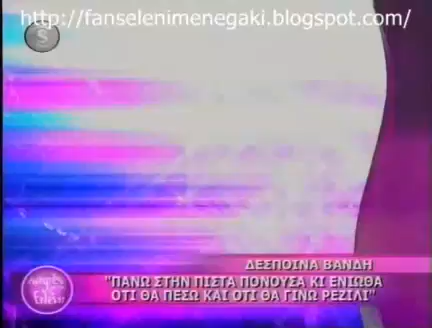 http://fanselenimenegaki.blogspot.com/
S
ΔΕΣΠΟΙΝΑ ΒΑΝΔΗ
"ΠΑΝΩ ΣΤΗΝ ΠΙΣΤΑ ΠΟΝΟΥΣΑ ΚΙ ΕΝΙΩΘΑ
ΟΤΙ ΘΑ ΠΕΣΩ ΚΑΙ ΟΤΙ ΘΑ ΓΙΝΩ ΡΕΖΙΛΙ"